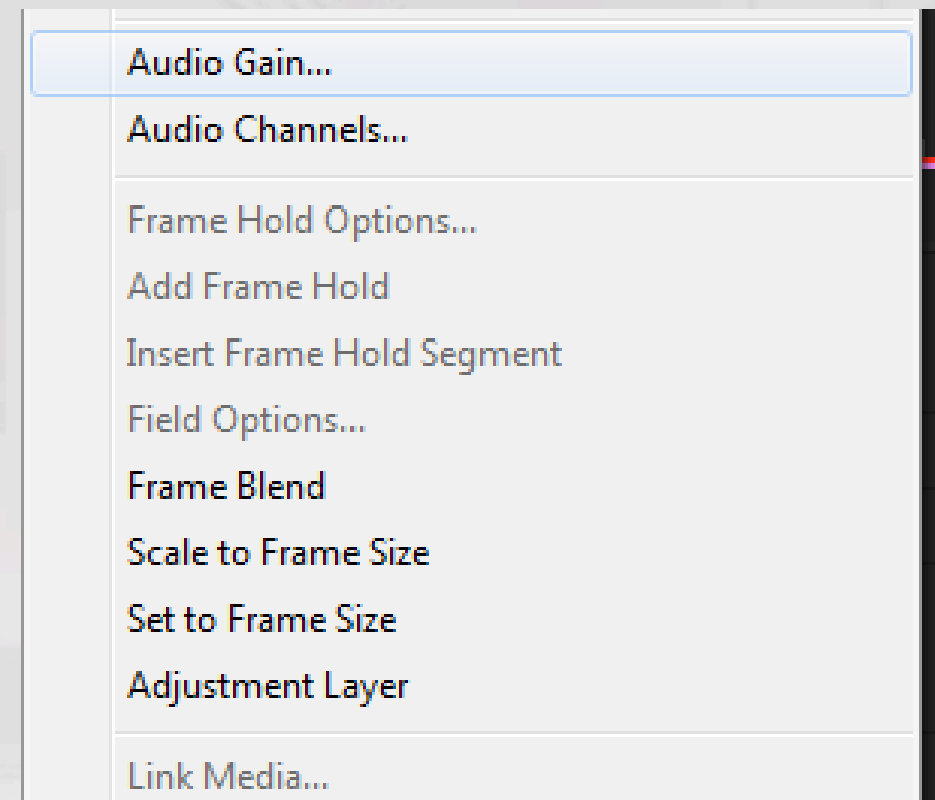 Audio Gain...
Audio Channels...
Frame Hold Options...
Add Frame Hold
Insert Frame Hold Segment
Field Options...
Frame Blend
Scale to Frame Size
Set to Frame Size
Adjustment Layer
Link Media...